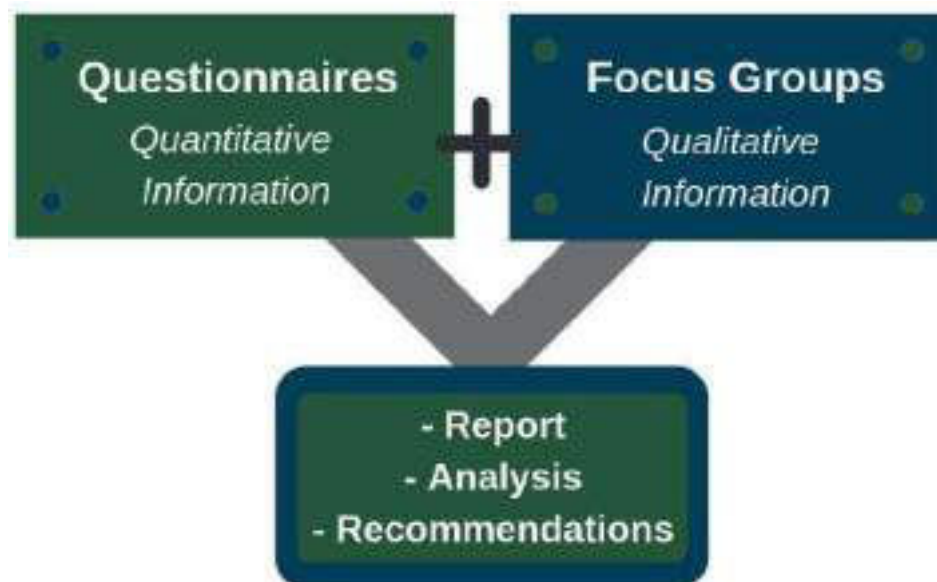 Questionnaires
Quantitative
Information
+
Focus Groups
Qualitative
Information
- Report
- Analysis
- Recommendations